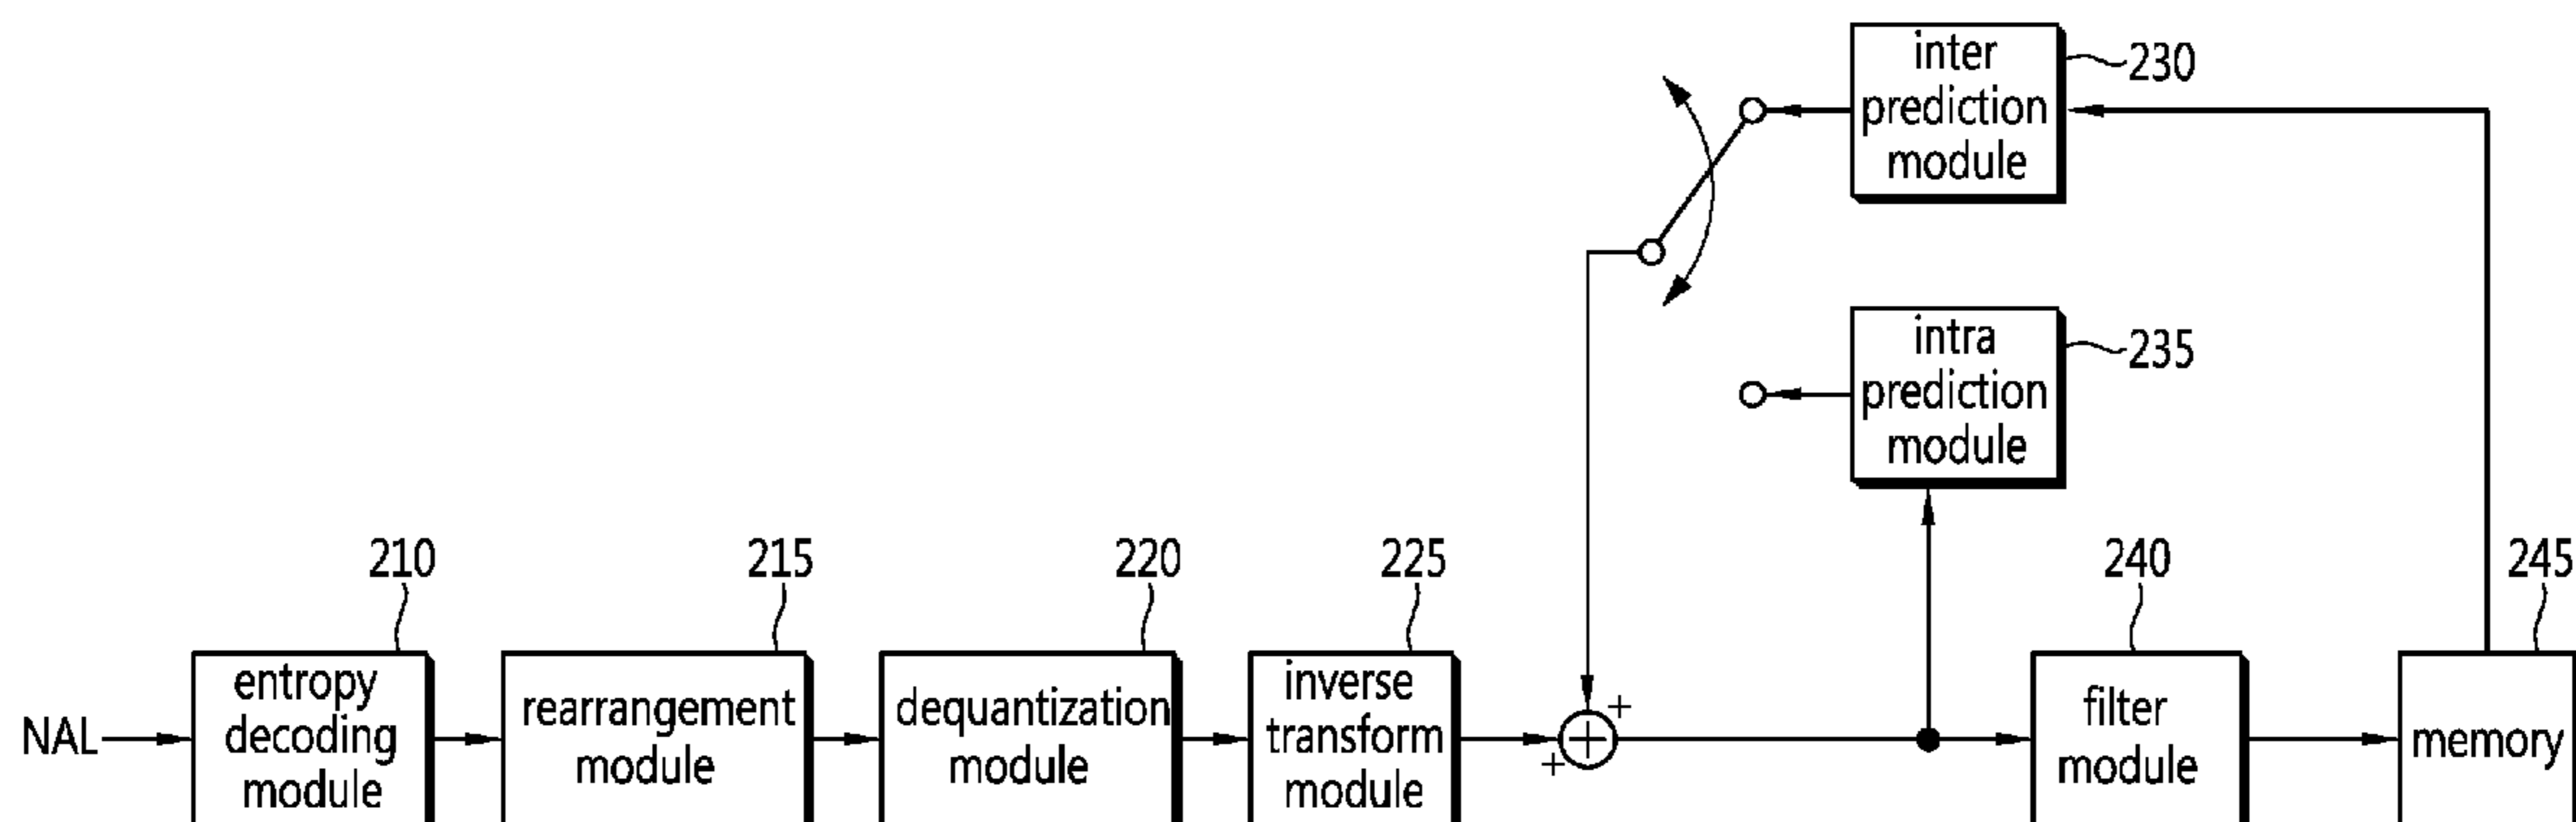 inter
prediction
module
230
intra
prediction
module
235
210
215
220
225
240
245
NAL
entropy
decoding
module
rearrangement
module
dequantization
module
inverse
transform
module
+
+
+
filter
module
memory